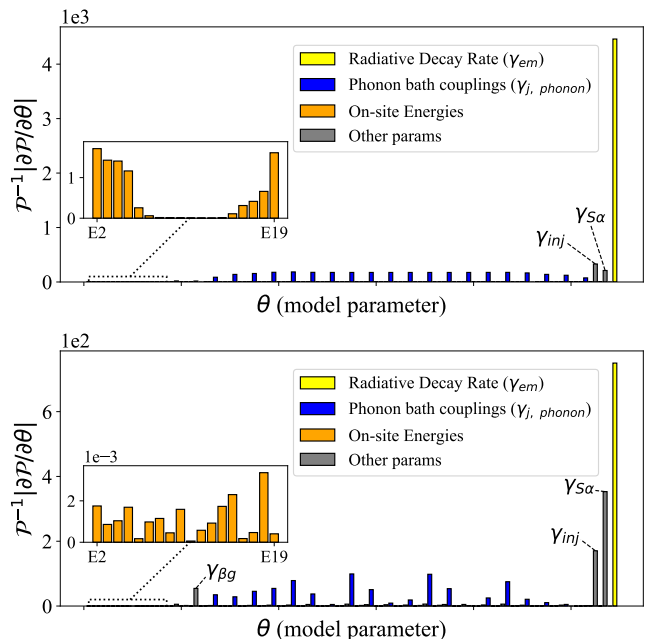 1e3
4
3
2
1
0
𝒫⁻¹|∂𝒫/∂θ|
Radiative Decay Rate (γem)
Phonon bath couplings (γj, phonon)
On-site Energies
Other params
1
0
E2
E19
γSα
γinj
θ (model parameter)
1e2
6
4
2
0
𝒫⁻¹|∂𝒫/∂θ|
Radiative Decay Rate (γem)
Phonon bath couplings (γj, phonon)
On-site Energies
Other params
1e−3
2
0
E2
E19
γSα
γinj
γβg
θ (model parameter)